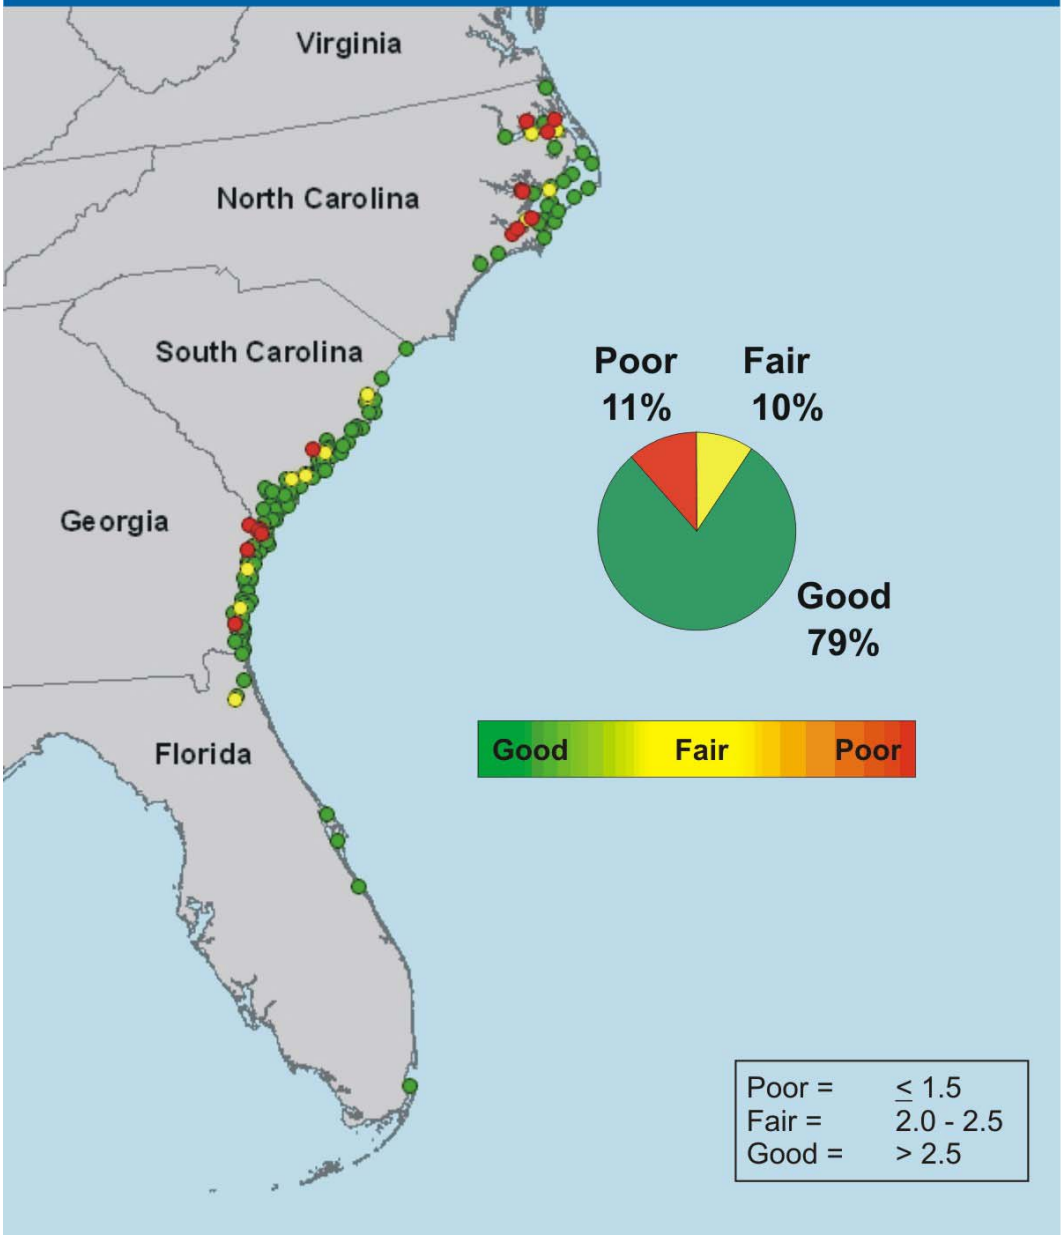 Virginia
North Carolina
South Carolina
Georgia
Florida
Poor
11%
Fair
10%
Good
79%
Good Fair Poor
Poor = ≤ 1.5
Fair = 2.0 - 2.5
Good = > 2.5